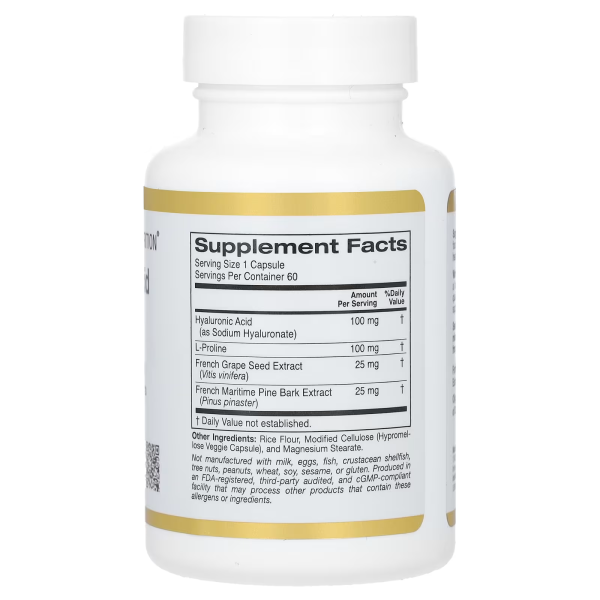 ITION®
d
Supplement Facts
Serving Size 1 Capsule
Servings Per Container 60
Amount Per Serving %Daily Value
Hyaluronic Acid 100 mg †
(as Sodium Hyaluronate)
L-Proline 100 mg †
French Grape Seed Extract 25 mg †
(Vitis vinifera)
French Maritime Pine Bark Extract 25 mg †
(Pinus pinaster)
† Daily Value not established.
Other Ingredients: Rice Flour, Modified Cellulose (Hypromel-
lose Veggie Capsule), and Magnesium Stearate.
Not manufactured with milk, eggs, fish, crustacean shellfish,
tree nuts, peanuts, wheat, soy, sesame, or gluten. Produced in
an FDA-registered, third-party audited, and cGMP-compliant
facility that may process other products that contain these
allergens or ingredients.